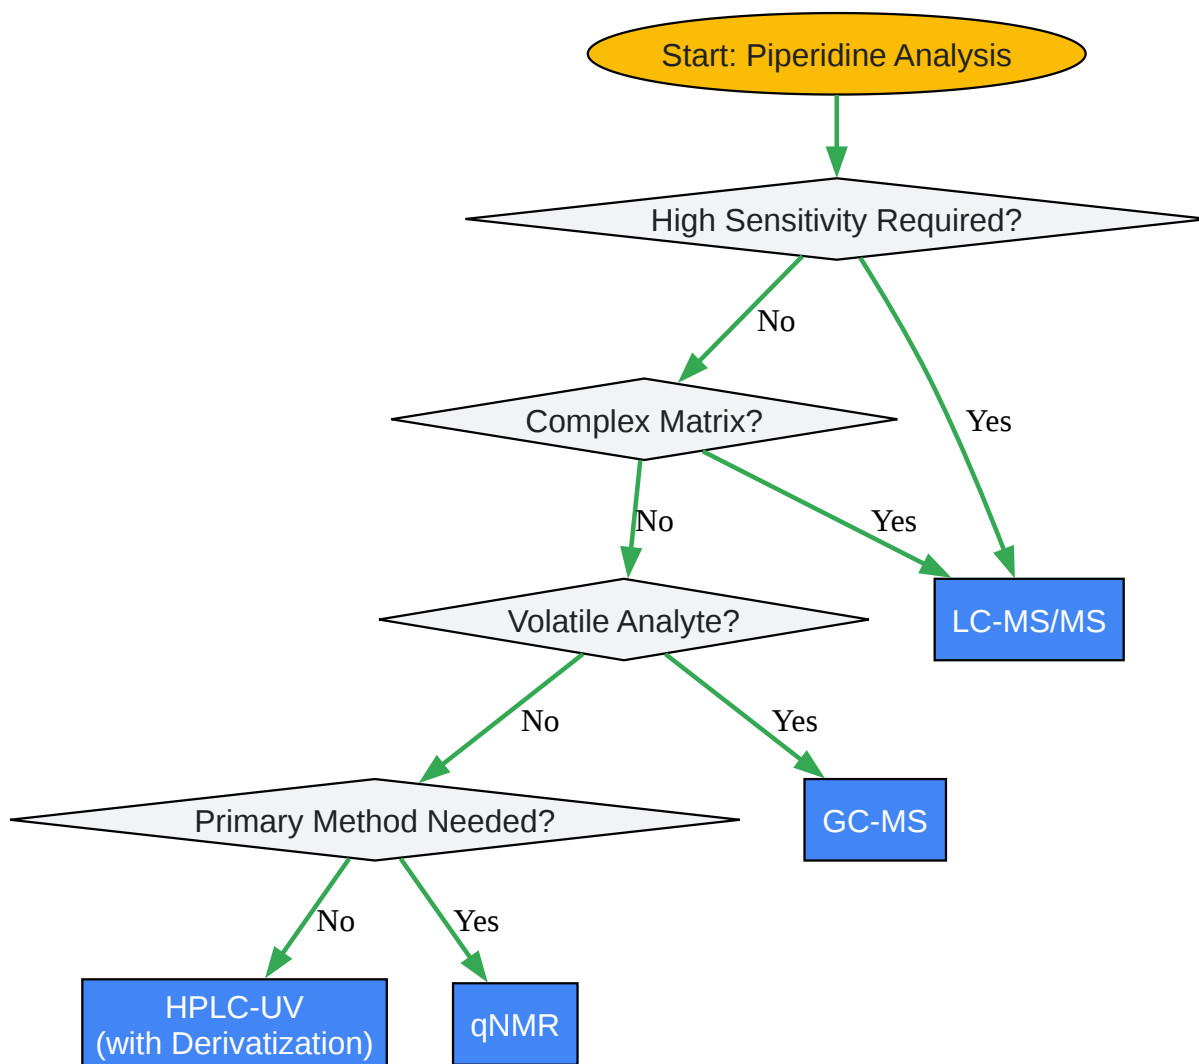 Start: Piperidine Analysis
High Sensitivity Required?
No
Yes
Complex Matrix?
No
Yes
Volatile Analyte?
LC-MS/MS
No
Yes
Primary Method Needed?
GC-MS
No
Yes
HPLC-UV
(with Derivatization)
qNMR